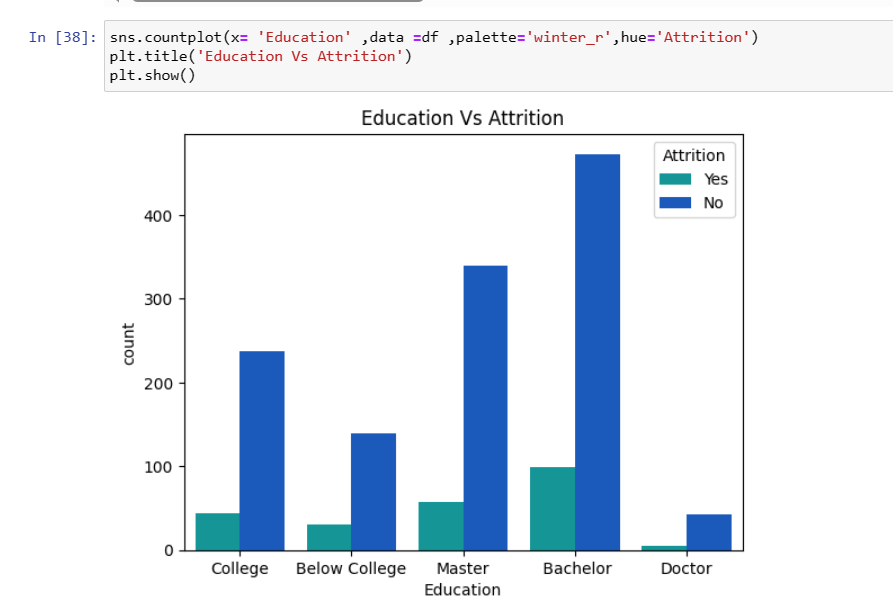 In [38]: sns.countplot(x= 'Education' ,data =df ,palette='winter_r',hue='Attrition')
plt.title('Education Vs Attrition')
plt.show()
Education Vs Attrition
Attrition
Yes
No
400
300
200
100
0
count
College Below College Master Bachelor Doctor
Education